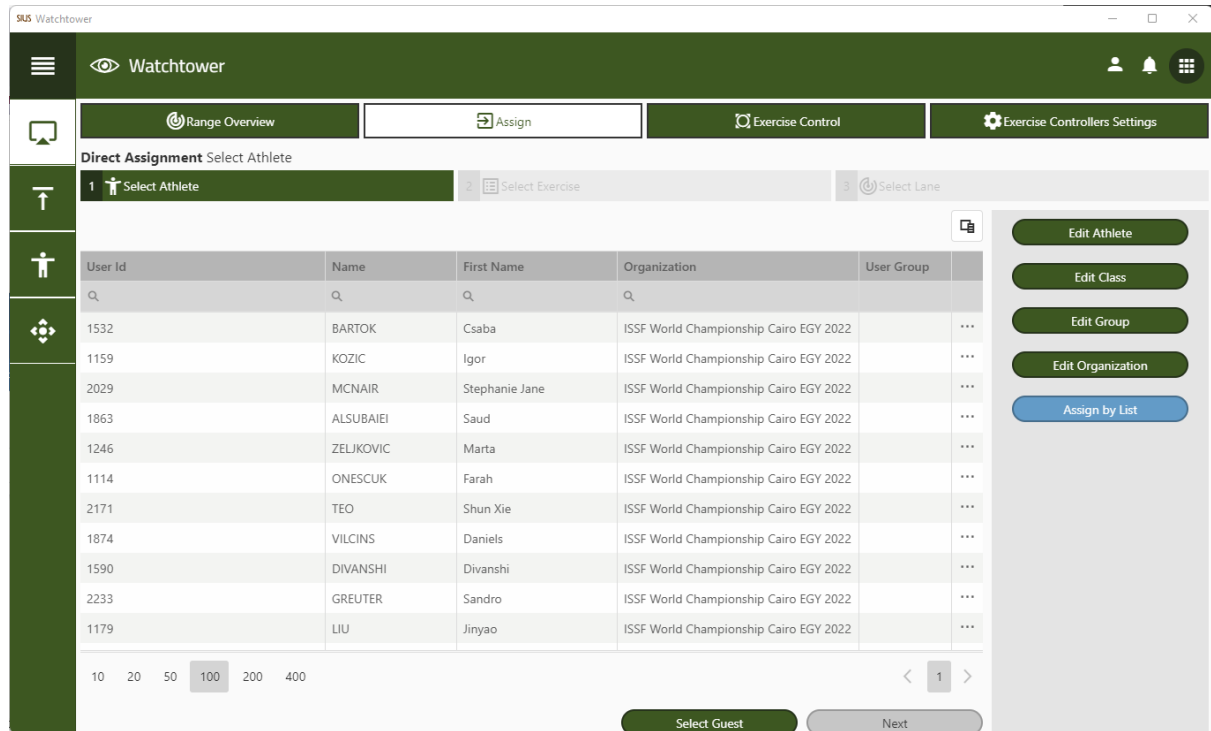 SIUS Watchtower
Watchtower
Range Overview Assign Exercise Control Exercise Controllers Settings
Direct Assignment Select Athlete
1 Select Athlete 2 Select Exercise 3 Select Lane
Edit Athlete
User Id Name First Name Organization User Group
Edit Class
1532 BARTOK Csaba ISSF World Championship Cairo EGY 2022 ...
Edit Group
1159 KOZIC Igor ISSF World Championship Cairo EGY 2022 ...
Edit Organization
2029 MCNAIR Stephanie Jane ISSF World Championship Cairo EGY 2022 ...
Assign by List
1863 ALSUBAIEI Saud ISSF World Championship Cairo EGY 2022 ...
1246 ZELJKOVIC Marta ISSF World Championship Cairo EGY 2022 ...
1114 ONESCUK Farah ISSF World Championship Cairo EGY 2022 ...
2171 TEO Shun Xie ISSF World Championship Cairo EGY 2022 ...
1874 VILCINS Daniels ISSF World Championship Cairo EGY 2022 ...
1590 DIVANSHI Divanshi ISSF World Championship Cairo EGY 2022 ...
2233 GREUTER Sandro ISSF World Championship Cairo EGY 2022 ...
1179 LIU Jinyao ISSF World Championship Cairo EGY 2022 ...
10 20 50 100 200 400 < 1 >
Select Guest Next